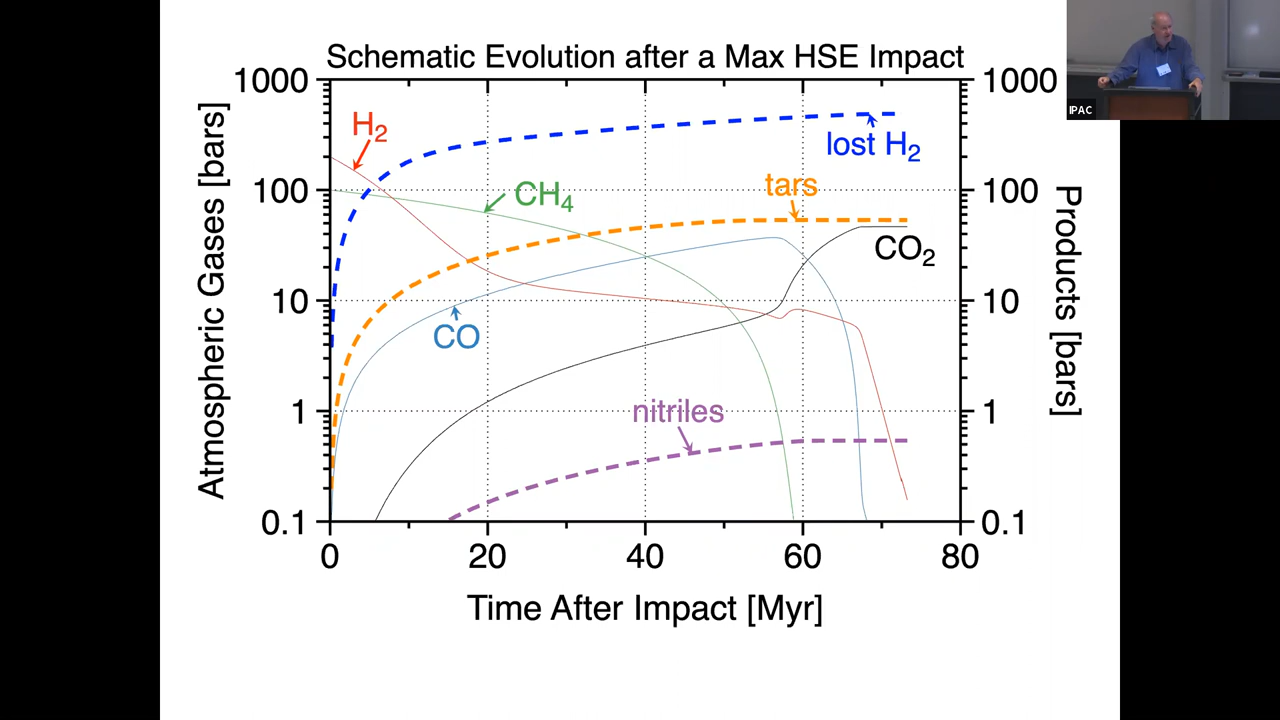 Schematic Evolution after a Max HSE Impact
1000
100
10
1
0.1
1000
100
10
1
0.1
Atmospheric Gases [bars]
Products [bars]
H₂
lost H₂
CH₄
tars
CO₂
CO
nitriles
0 20 40 60 80
Time After Impact [Myr]
IPAC